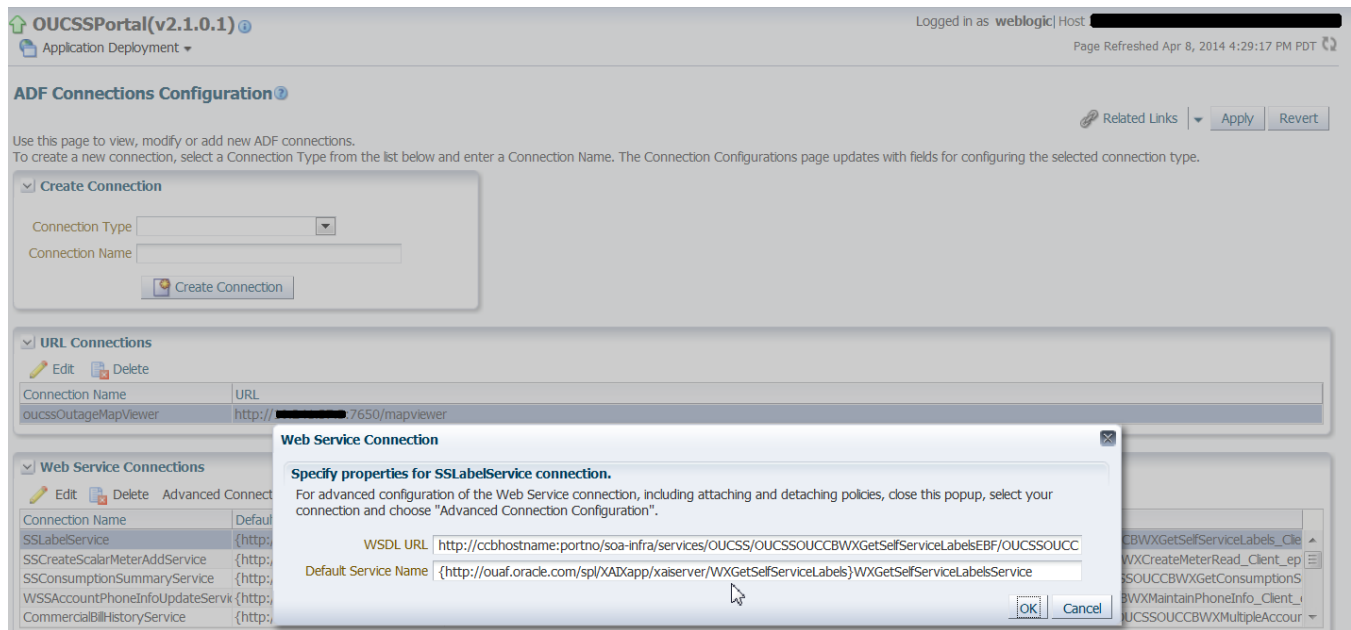 OUCSSPortal(v2.1.0.1)
Logged in as weblogic| Host
Application Deployment
Page Refreshed Apr 8, 2014 4:29:17 PM PDT
ADF Connections Configuration
Related Links
Apply
Revert
Use this page to view, modify or add new ADF connections.
To create a new connection, select a Connection Type from the list below and enter a Connection Name. The Connection Configurations page updates with fields for configuring the selected connection type.
Create Connection
Connection Type
Connection Name
Create Connection
URL Connections
Edit Delete
Connection Name URL
oucssOutageMapViewer http:// :7650/mapviewer
Web Service Connection
Specify properties for SSLabelService connection.
For advanced configuration of the Web Service connection, including attaching and detaching policies, close this popup, select your
connection and choose "Advanced Connection Configuration".
WSDL URL http://ccbhostname:portno/soa-infra/services/OUCSS/OUCSSOUCCBWXGetSelfServiceLabelsEBF/OUCSSOUCC
Default Service Name {http://ouaf.oracle.com/spl/XAIXapp/xaiserver/WXGetSelfServiceLabels}WXGetSelfServiceLabelsService
OK Cancel
Web Service Connections
Edit Delete Advanced Connect
Connection Name Defaul
SSLabelService {http:/ CBWXGetSelfServiceLabels_Clie
SSCreateScalarMeterAddService {http:/ WXCreateMeterRead_Client_ep
SSConsumptionSummaryService {http:/ SSOUCCBWXGetConsumptionS
WSSAccountPhoneInfoUpdateServic {http:/ BWXMaintainPhoneInfo_Client_
CommercialBillHistoryService {http:/ OUCSSOUCCBWXMultipleAccour